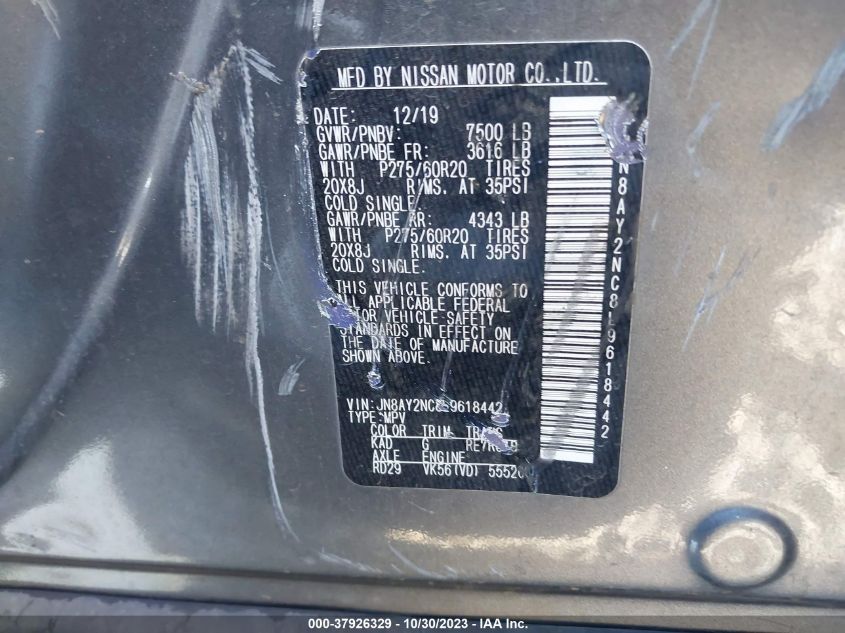 MFD BY NISSAN MOTOR CO.,LTD.
DATE: 12/19
GVWR/PNBV: 7500 LB
GAWR/PNBE FR: 3616 LB
WITH P275/60R20 TIRES
20X8J RIMS. AT 35PSI
COLD SINGLE.
GAWR/PNBE RR: 4343 LB
WITH P275/60R20 TIRES
20X8J RIMS. AT 35PSI
COLD SINGLE.
THIS VEHICLE CONFORMS TO
APPLICABLE FEDERAL
VEHICLE SAFETY
STANDARDS IN EFFECT ON
THE DATE OF MANUFACTURE
SHOWN ABOVE.
VIN: JN8AY2NC8L9618442
TYPE: MPV
COLOR TRIM TRANS
KAD G
AXLE ENGINE
RD29 VK56(VD)
N8AY2NC8L9618442
000-37926329 - 10/30/2023 - IAA Inc.